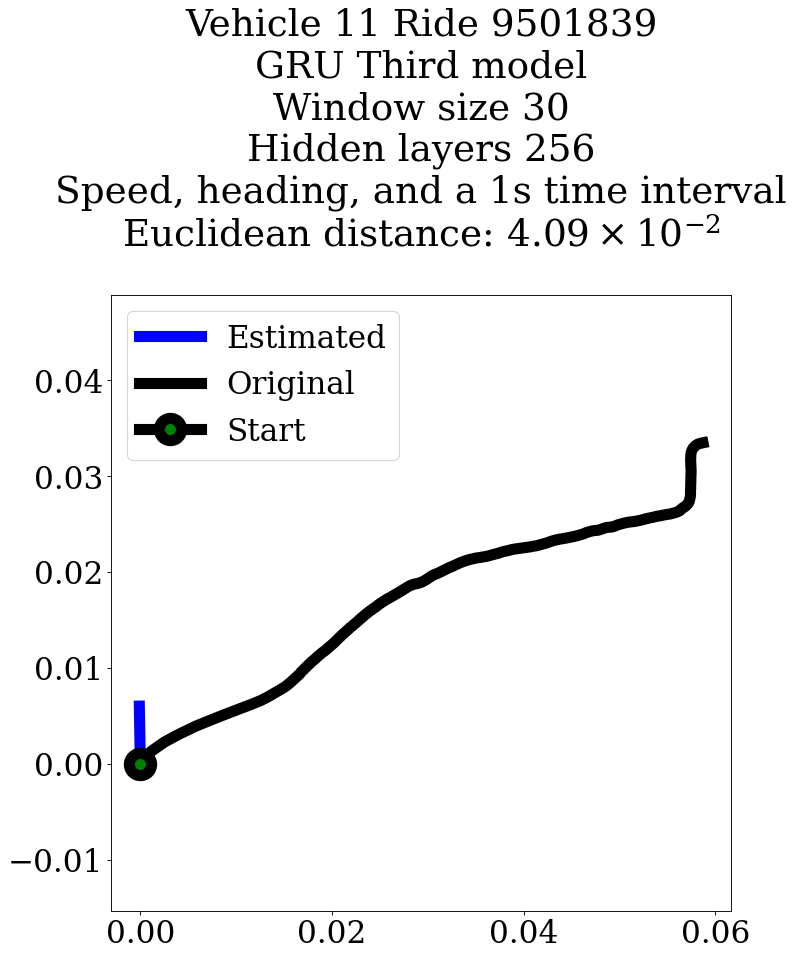 Vehicle 11 Ride 9501839
GRU Third model
Window size 30
Hidden layers 256
Speed, heading, and a 1s time interval
Euclidean distance: 4.09 × 10⁻²
Estimated
Original
Start
0.04
0.03
0.02
0.01
0.00
−0.01
0.00 0.02 0.04 0.06